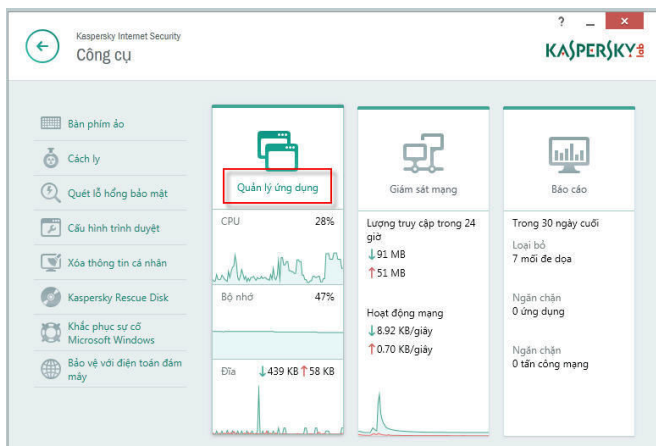 Kaspersky Internet Security
Công cụ
?
KASPERSKY lab
Bàn phím ảo
Cách ly
Quét lỗ hổng bảo mật
Cấu hình trình duyệt
Xóa thông tin cá nhân
Kaspersky Rescue Disk
Khắc phục sự cố
Microsoft Windows
Bảo vệ với điện toán đám
mây
Quản lý ứng dụng
CPU 28%
Bộ nhớ 47%
Đĩa ↓439 KB ↑58 KB
Giám sát mạng
Lượng truy cập trong 24
giờ
↓91 MB
↑51 MB
Hoạt động mạng
↓8.92 KB/giây
↑0.70 KB/giây
Báo cáo
Trong 30 ngày cuối
Loại bỏ
7 mối đe dọa
Ngăn chặn
0 ứng dụng
Ngăn chặn
0 tấn công mạng